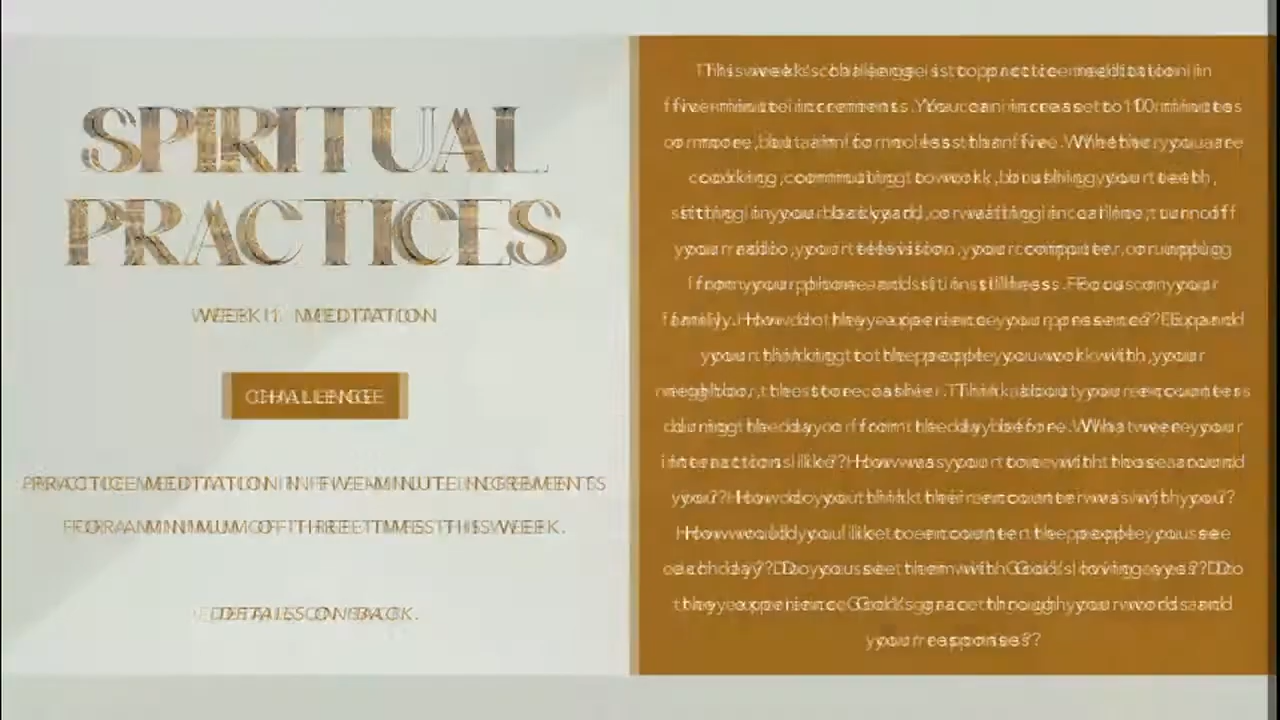 SPIRITUAL
PRACTICES
WEEK 1: MEDITATION
CHALLENGE
PRACTICE MEDITATION IN FIVE-MINUTE INCREMENTS
FOR A MINIMUM OF THREE TIMES THIS WEEK.
DETAILS ON BACK.
This week's challenge is to practice meditation in
five-minute increments. You can increase to 10 minutes
or more, but aim for no less than five. Whether you are
cooking, commuting to work, brushing your teeth,
sitting in your backyard, or waiting in carline, turn off
your radio, your television, your computer, or unplug
from your phone and sit in stillness. Focus on your
family. How do they experience your presence? Expand
your thinking to the people you work with, your
neighbor, the store cashier. Think about your encounters
during the day or from the day before. What were your
interactions like? How was your tone with those around
you? How do you think their encounter was with you?
How would you like to encounter the people you see
each day? Do you see them with God's loving eyes? Do
they experience God's grace through your words and
your response?